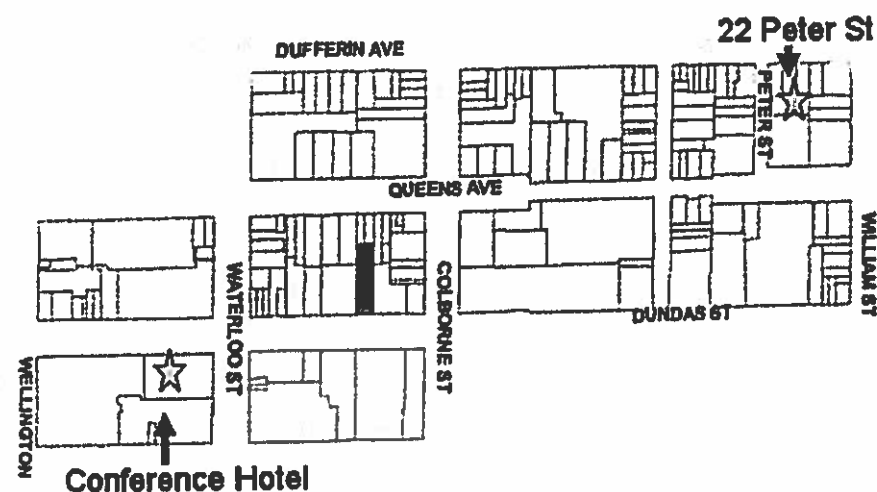 22 Peter St
DUFFERIN AVE
PETER ST
QUEENS AVE
WATERLOO ST
COLBORNE ST
WILLIAM ST
DUNDAS ST
WELLINGTON
Conference Hotel